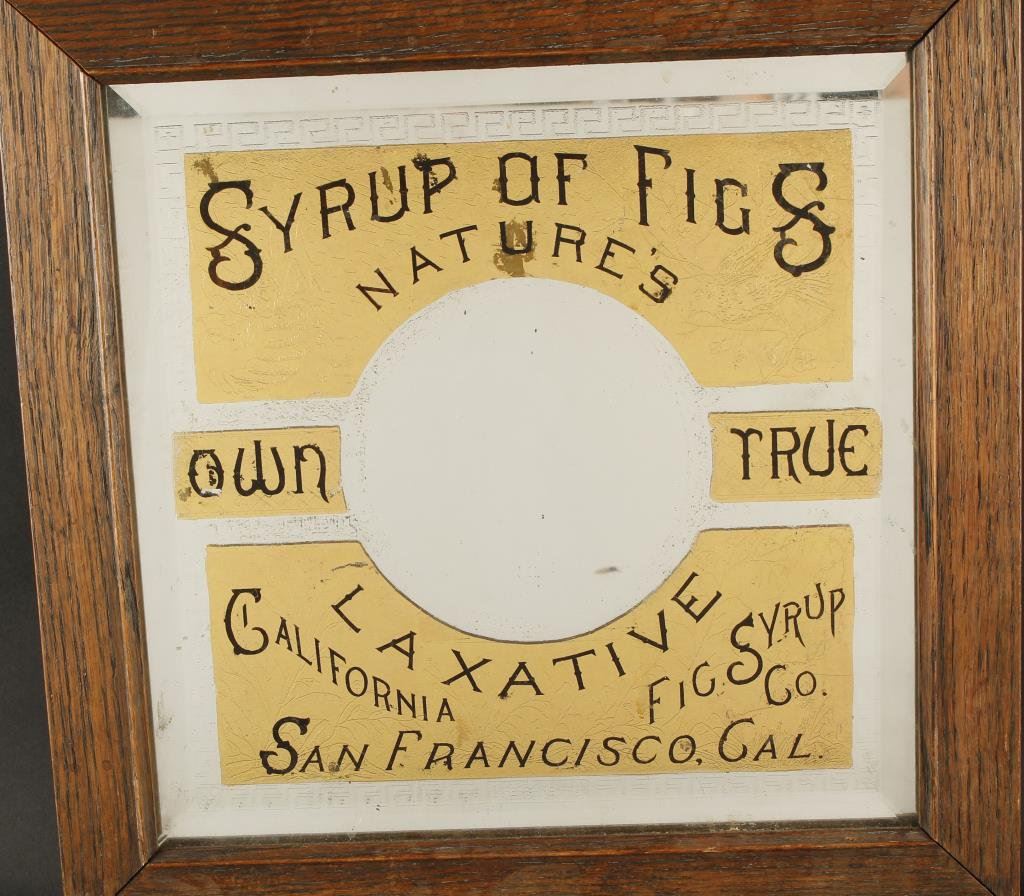 SYRUP OF FIGS
NATURE'S
OWN TRUE
LAXATIVE
CALIFORNIA FIG SYRUP CO.
SAN FRANCISCO, CAL.